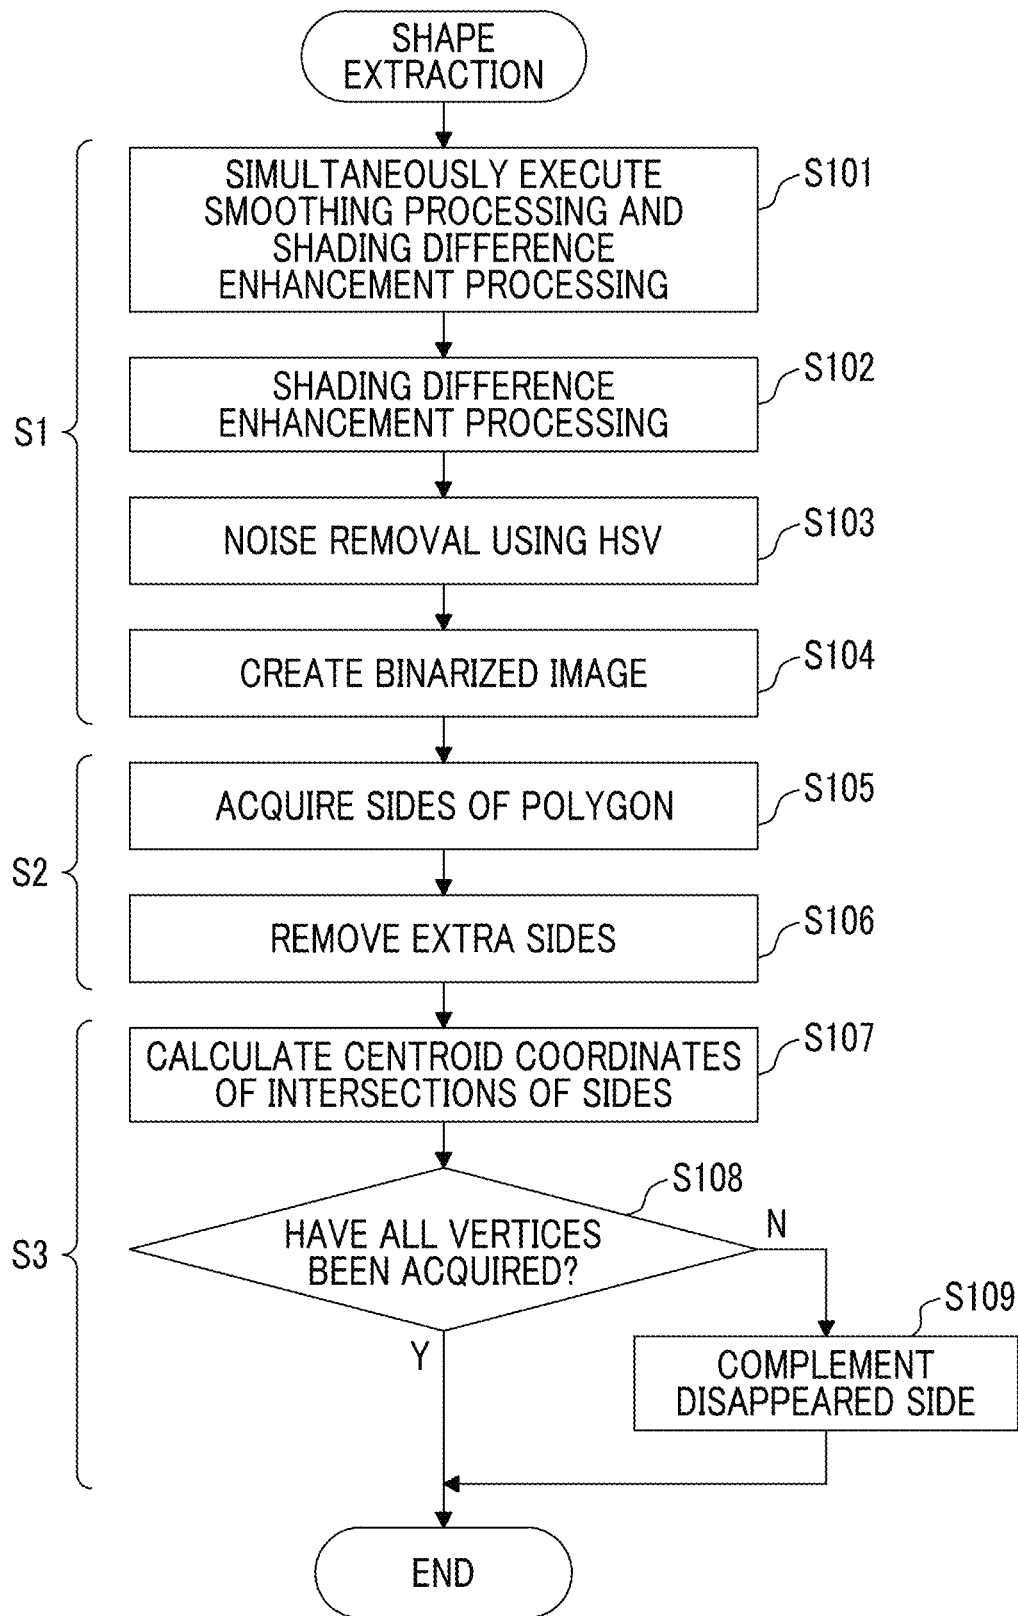 SHAPE
EXTRACTION
SIMULTANEOUSLY EXECUTE
SMOOTHING PROCESSING AND
SHADING DIFFERENCE
ENHANCEMENT PROCESSING
S101
SHADING DIFFERENCE
ENHANCEMENT PROCESSING
S102
S1
NOISE REMOVAL USING HSV
S103
CREATE BINARIZED IMAGE
S104
ACQUIRE SIDES OF POLYGON
S105
S2
REMOVE EXTRA SIDES
S106
CALCULATE CENTROID COORDINATES
OF INTERSECTIONS OF SIDES
S107
S3
HAVE ALL VERTICES
BEEN ACQUIRED?
S108
N
Y
COMPLEMENT
DISAPPEARED SIDE
S109
END